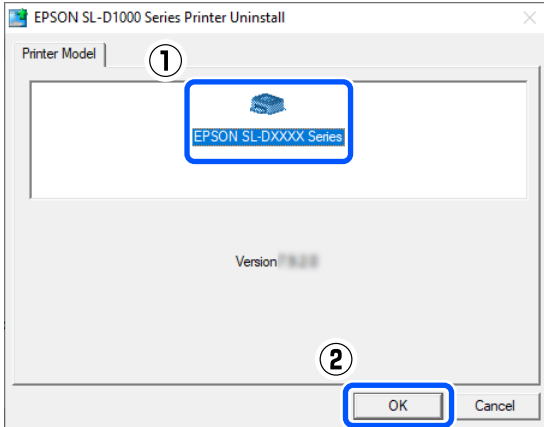 EPSON SL-D1000 Series Printer Uninstall
Printer Model
①
EPSON SL-DXXXX Series
Version
②
OK
Cancel